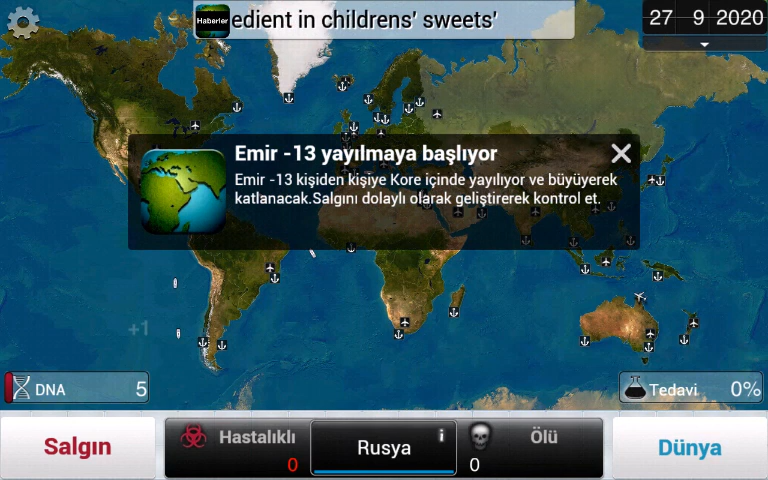 Haberler
edient in childrens' sweets'
27 9 2020
Emir -13 yayılmaya başlıyor
Emir -13 kişiden kişiye Kore içinde yayılıyor ve büyüyerek
katlanacak.Salgını dolaylı olarak geliştirerek kontrol et.
+1
DNA 5
Tedavi 0%
Salgın
Hastalıklı
0
Rusya
i
Ölü
0
Dünya